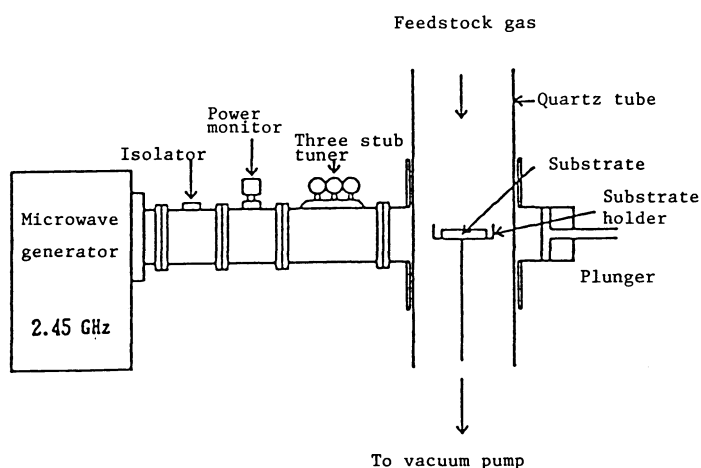 Feedstock gas
Quartz tube
Power
monitor
Three stub
tuner
Isolator
Substrate
Substrate
holder
Microwave
generator
Plunger
2.45 GHz
To vacuum pump